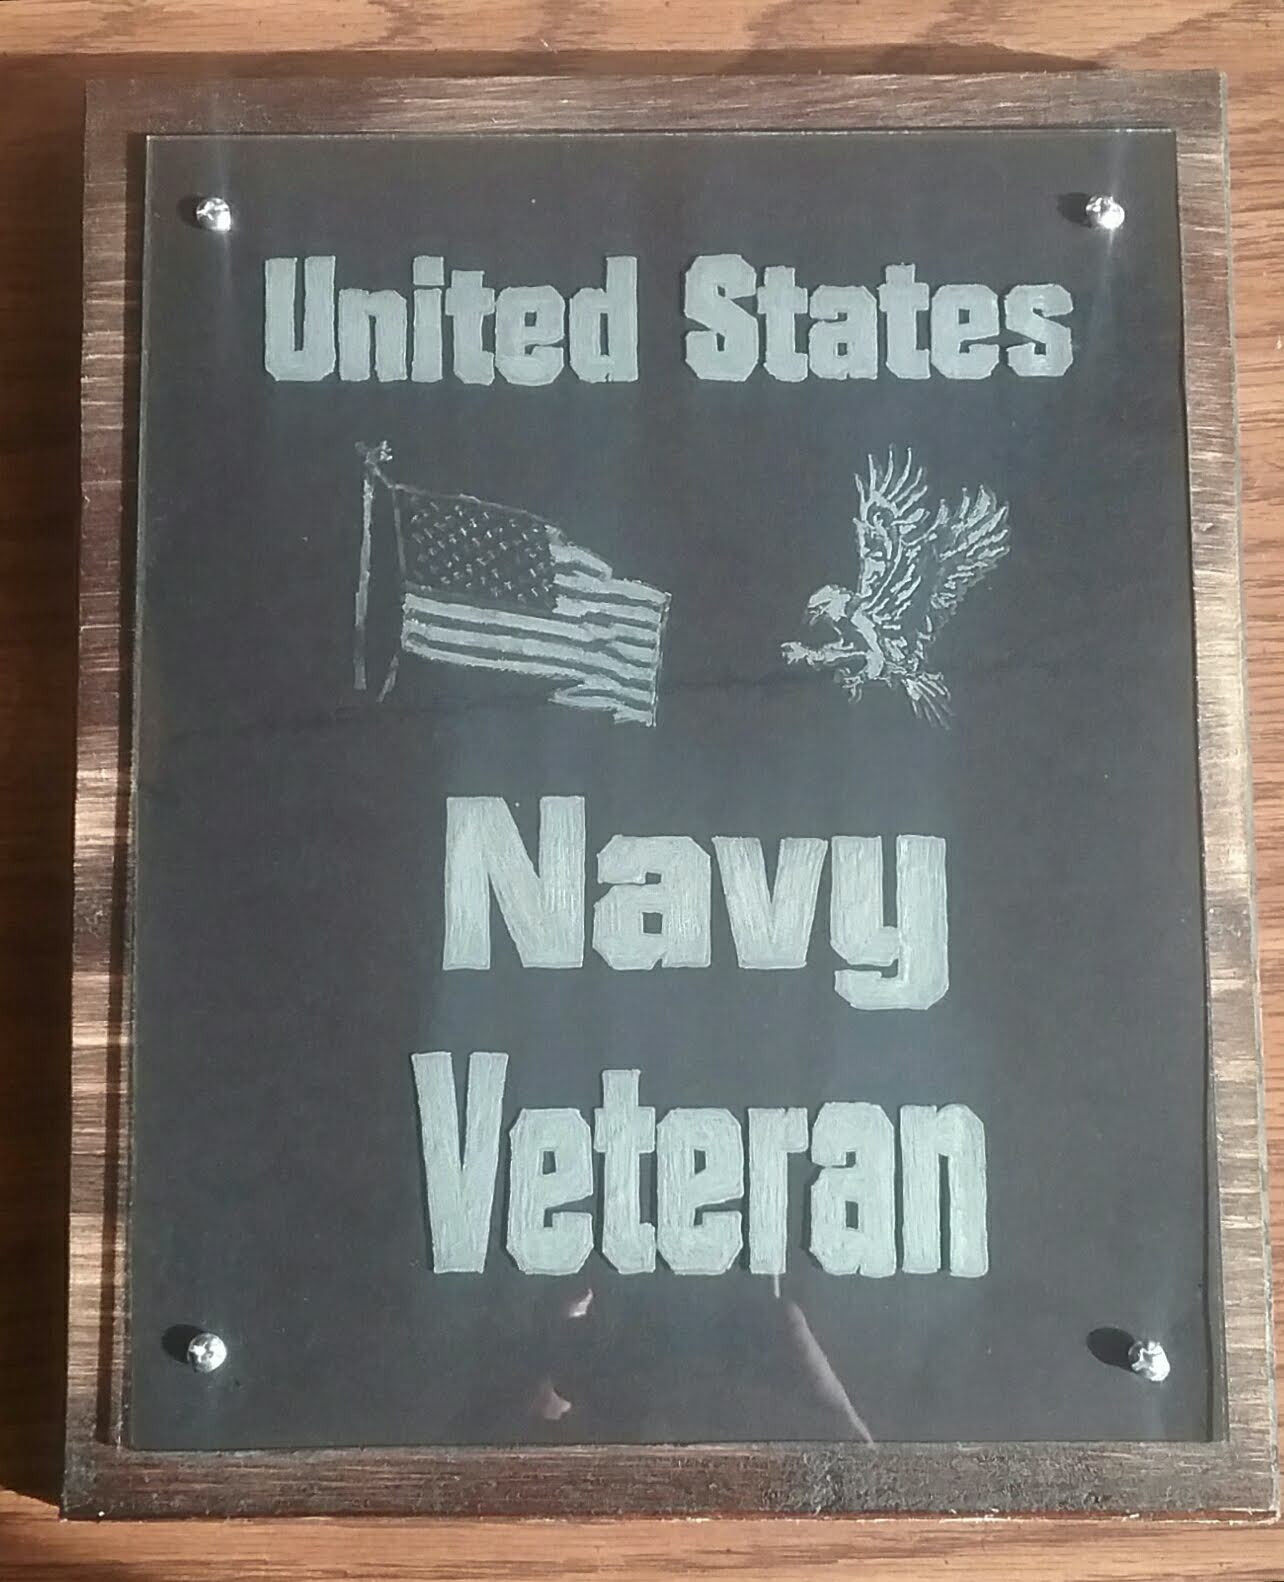 United States
Navy
Veteran